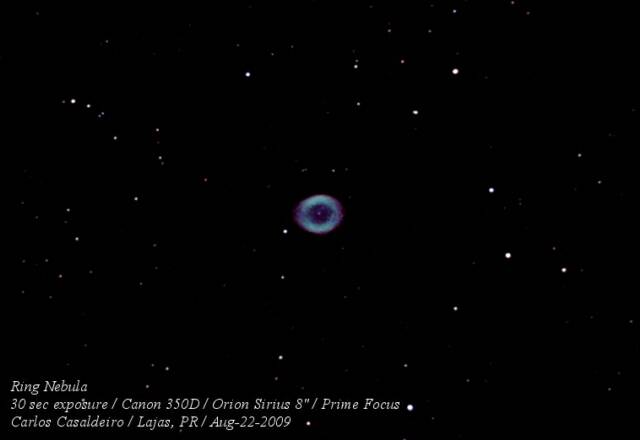 Ring Nebula
30 sec exposure / Canon 350D / Orion Sirius 8" / Prime Focus
Carlos Casaldeiro / Lajas, PR / Aug-22-2009